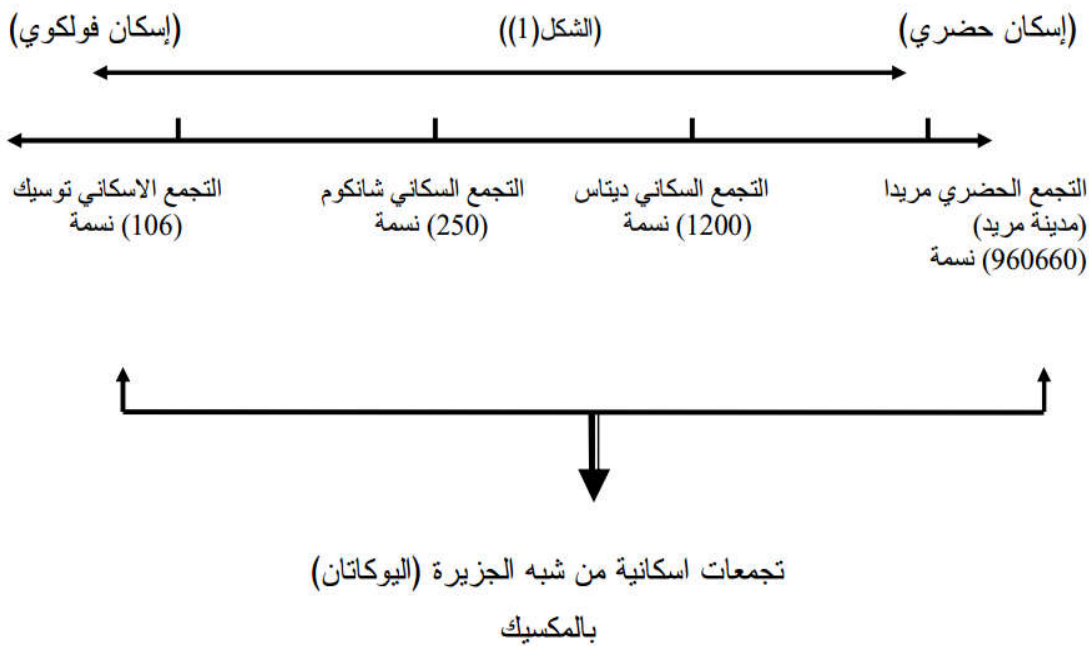 (إسكان حضري) (الشكل(1)) (إسكان فولكوي)
التجمع الحضري مريدا
(مدينة مريد)
(960660) نسمة
التجمع السكاني ديتاس
(1200) نسمة
التجمع السكاني شانكوم
(250) نسمة
التجمع الاسكاني توسيك
(106) نسمة
تجمعات اسكانية من شبه الجزيرة (اليوكاتان)
بالمكسيك